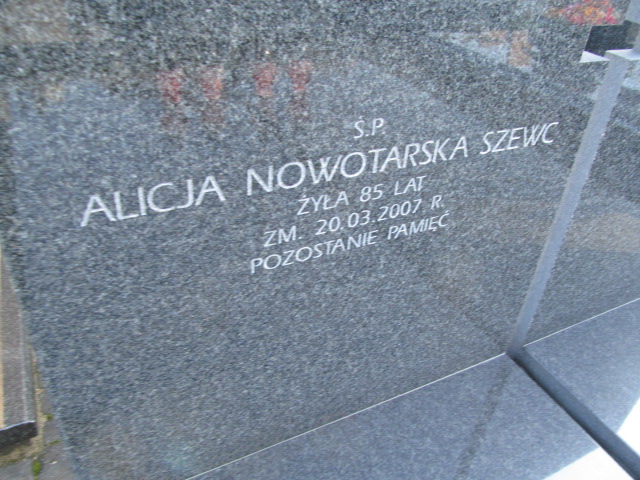 Ś.P.
ALICJA NOWOTARSKA SZEWC
ŻYŁA 85 LAT
ZM. 20.03.2007 R.
POZOSTANIE PAMIĘĆ